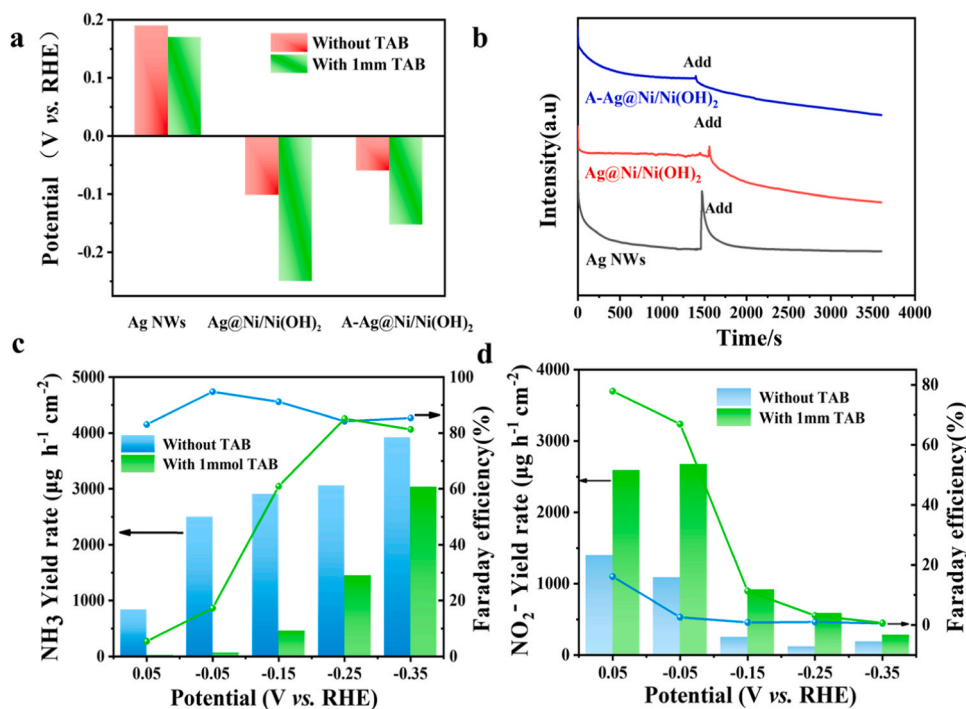 a
0.2
0.1
0.0
-0.1
-0.2
Potential （V vs. RHE）
Without TAB
With 1mm TAB
Ag NWs
Ag@Ni/Ni(OH)2
A-Ag@Ni/Ni(OH)2
b
Intensity(a.u)
Add
A-Ag@Ni/Ni(OH)2
Add
Ag@Ni/Ni(OH)2
Add
Ag NWs
0 500 1000 1500 2000 2500 3000 3500 4000
Time/s
c
NH3 Yield rate (μg h-1 cm-2)
5000
4000
3000
2000
1000
0
Without TAB
With 1mmol TAB
100
80
60
40
20
0
Faraday efficiency(%)
0.05 -0.05 -0.15 -0.25 -0.35
Potential (V vs. RHE)
d
NO2- Yield rate (μg h-1 cm-2)
4000
3000
2000
1000
0
Without TAB
With 1mm TAB
80
60
40
20
0
Faraday efficiency(%)
0.05 -0.05 -0.15 -0.25 -0.35
Potential (V vs. RHE)